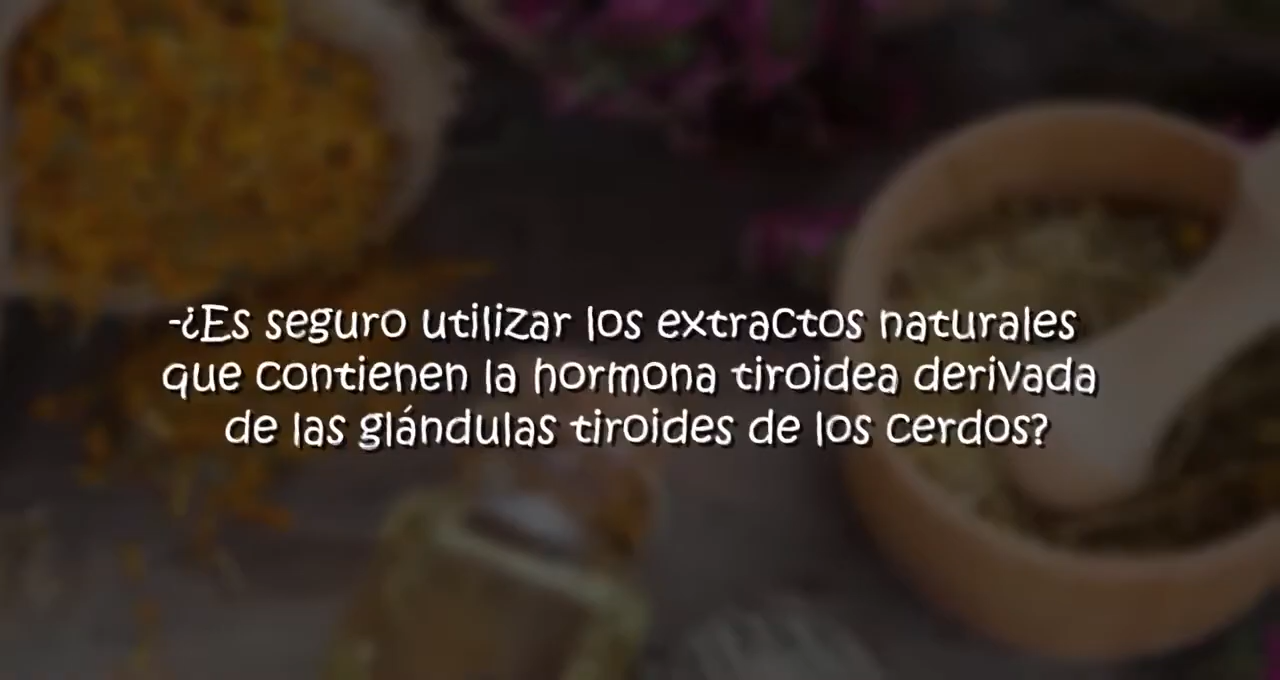 -¿Es seguro utilizar los extractos naturales
que contienen la hormona tiroidea derivada
de las glándulas tiroides de los cerdos?